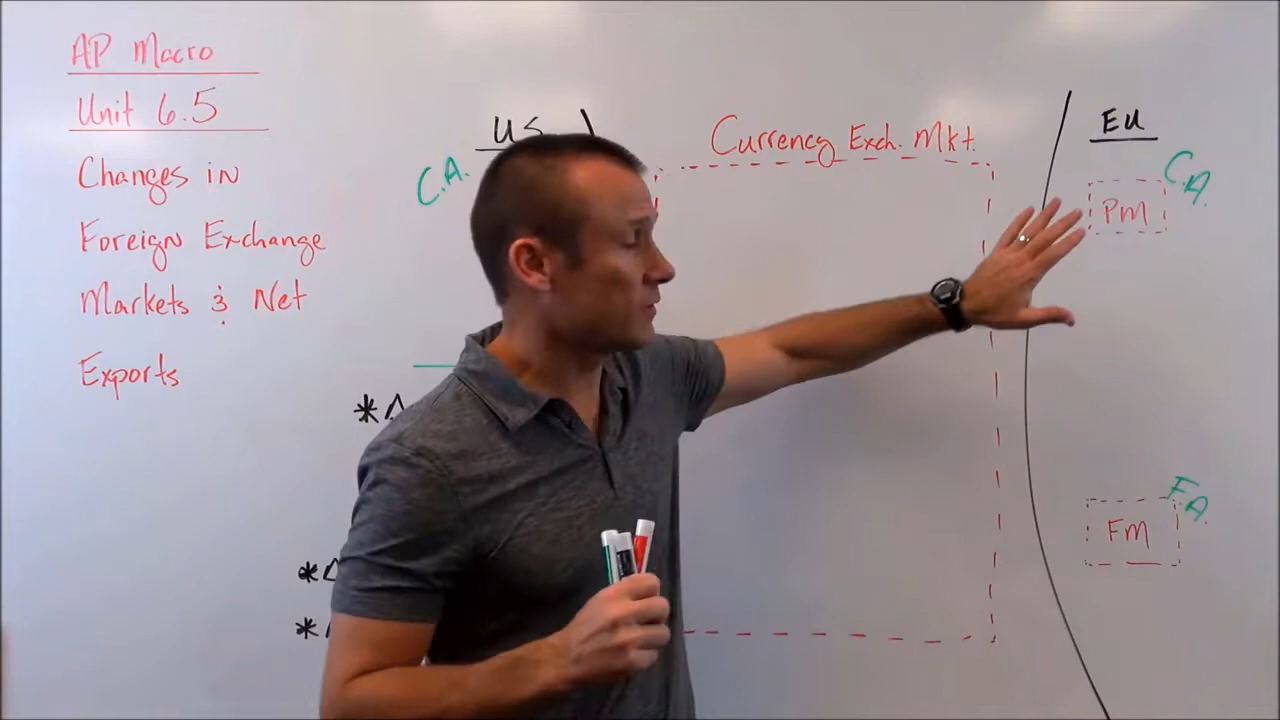 AP Macro
Unit 6.5
Changes in
Foreign Exchange
Markets & Net
Exports
US
C.A.
*Δ
*Δ
*
Currency Exch. Mkt.
EU
C.A.
PM
F.A.
FM